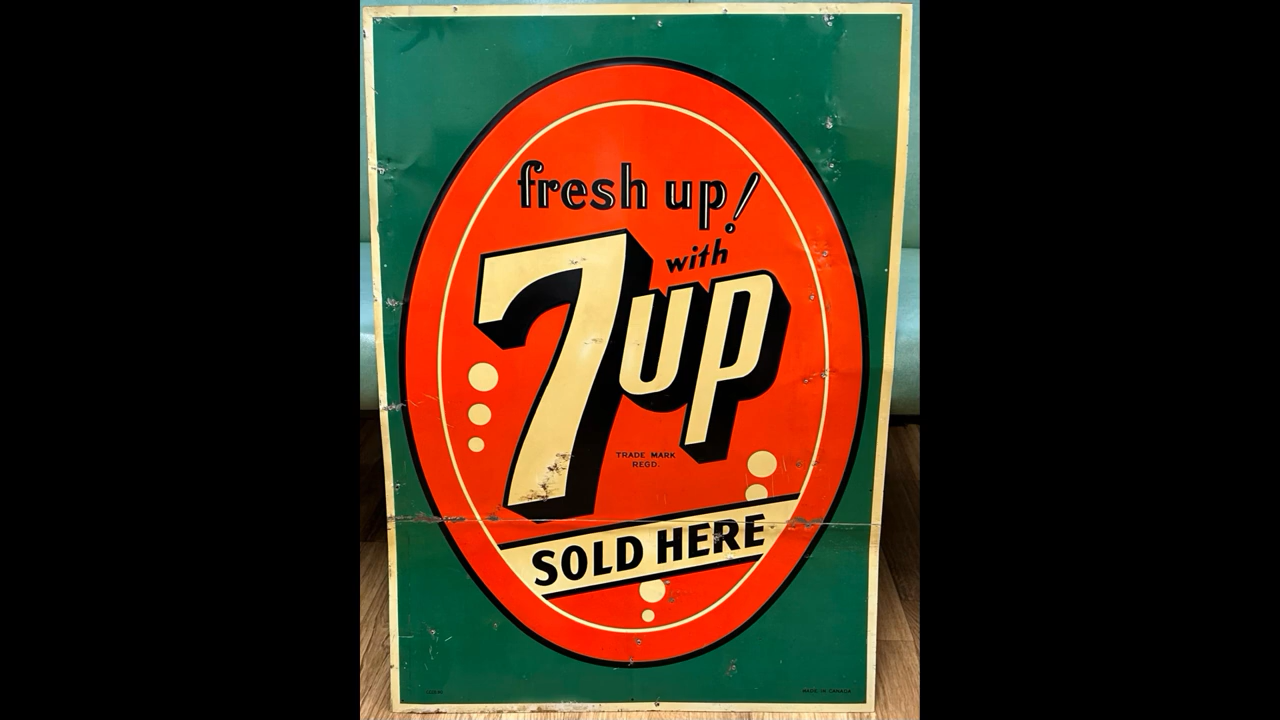 fresh up!
with
7up
TRADE MARK
REGD.
SOLD HERE
MADE IN CANADA